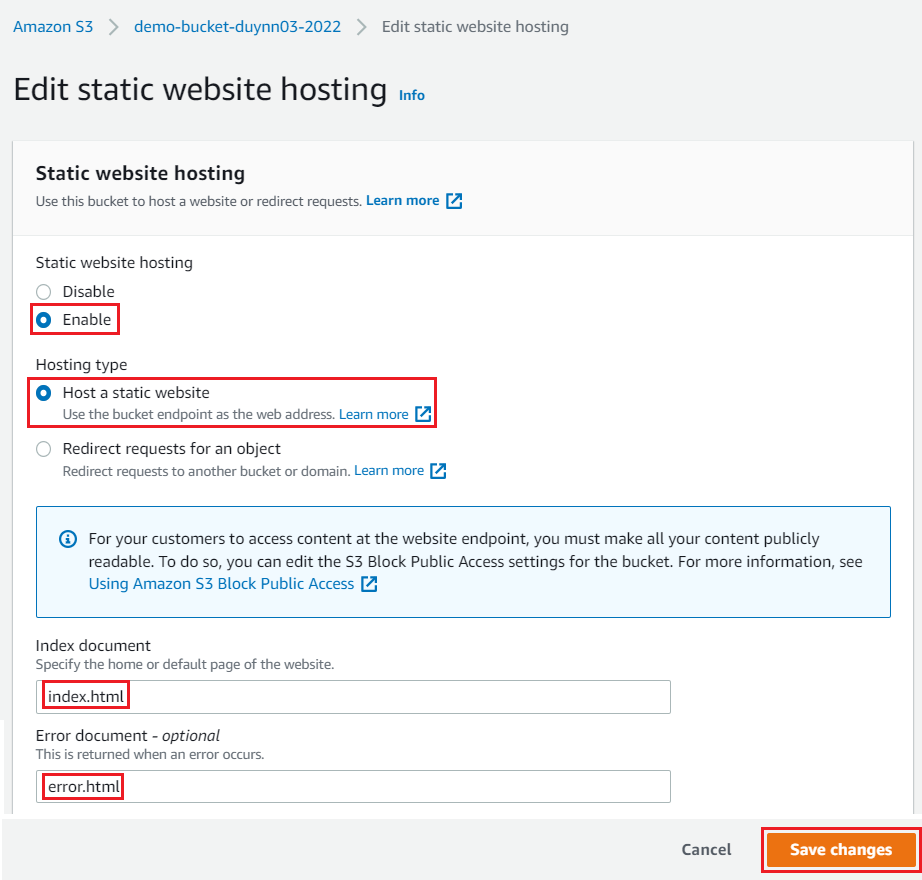 Amazon S3 > demo-bucket-duynn03-2022 > Edit static website hosting
Edit static website hosting Info
Static website hosting
Use this bucket to host a website or redirect requests. Learn more
Static website hosting
Disable
Enable
Hosting type
Host a static website
Use the bucket endpoint as the web address. Learn more
Redirect requests for an object
Redirect requests to another bucket or domain. Learn more
For your customers to access content at the website endpoint, you must make all your content publicly
readable. To do so, you can edit the S3 Block Public Access settings for the bucket. For more information, see
Using Amazon S3 Block Public Access
Index document
Specify the home or default page of the website.
index.html
Error document - optional
This is returned when an error occurs.
error.html
Cancel Save changes